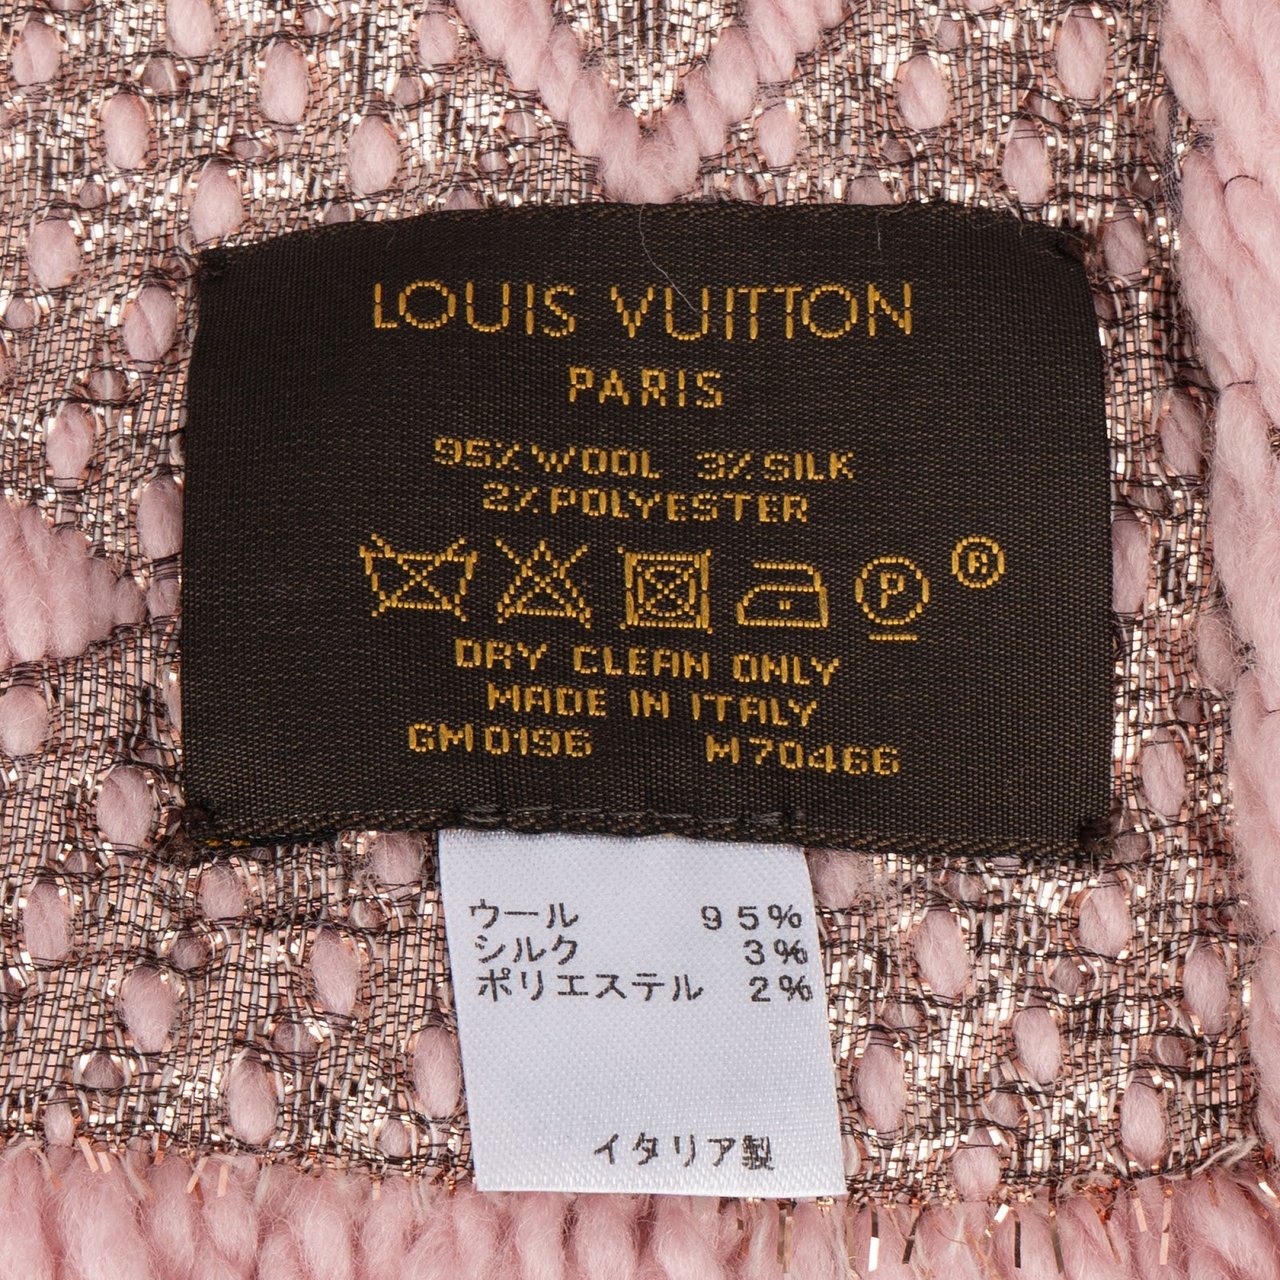 LOUIS VUITTON
PARIS
95% WOOL 3% SILK
2% POLYESTER
P ®
DRY CLEAN ONLY
MADE IN ITALY
GM0196 M70466
ウール 95%
シルク 3%
ポリエステル 2%
イタリア製